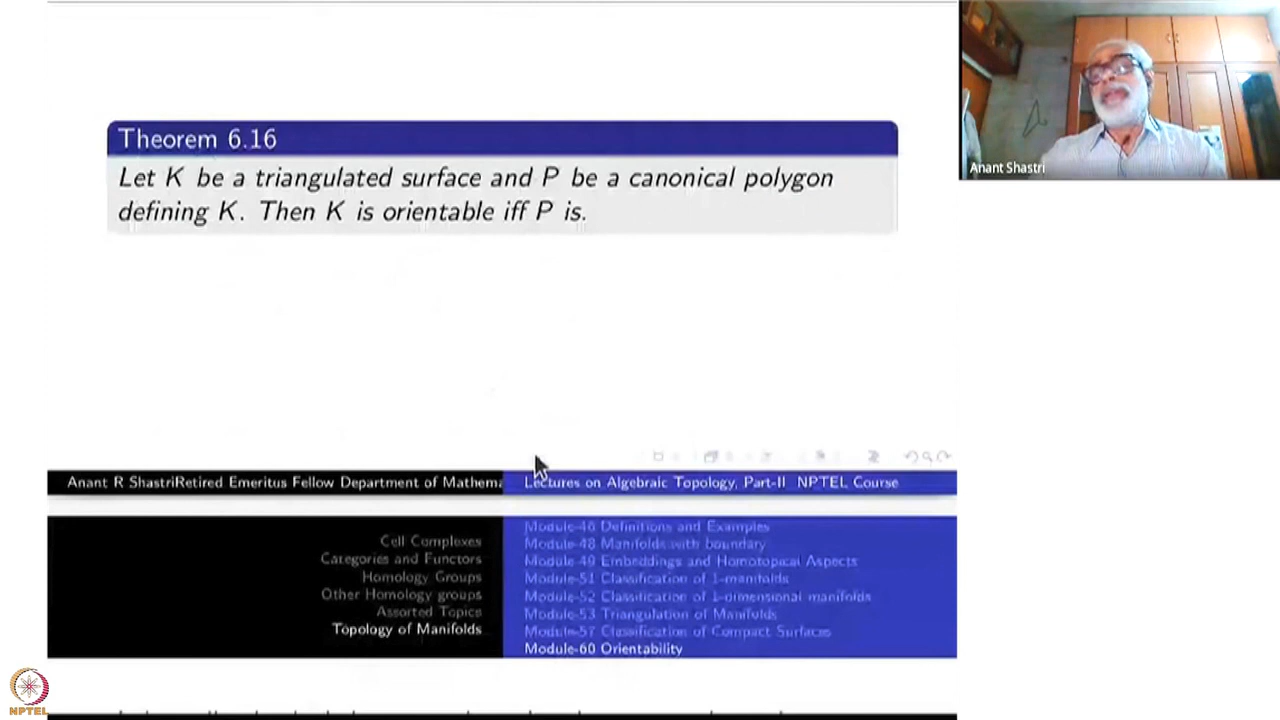 Theorem 6.16
Let K be a triangulated surface and P be a canonical polygon
defining K. Then K is orientable iff P is.
Anant Shastri
Anant R ShastriRetired Emeritus Fellow Department of Mathema
Lectures on Algebraic Topology, Part-II NPTEL Course
Cell Complexes
Categories and Functors
Homology Groups
Other Homology groups
Assorted Topics
Topology of Manifolds
Module-46 Definitions and Examples
Module-48 Manifolds with boundary
Module-49 Embeddings and Homotopical Aspects
Module-51 Classification of 1-manifolds
Module-52 Classification of 1-dimensional manifolds
Module-53 Triangulation of Manifolds
Module-57 Classification of Compact Surfaces
Module-60 Orientability
NPTEL